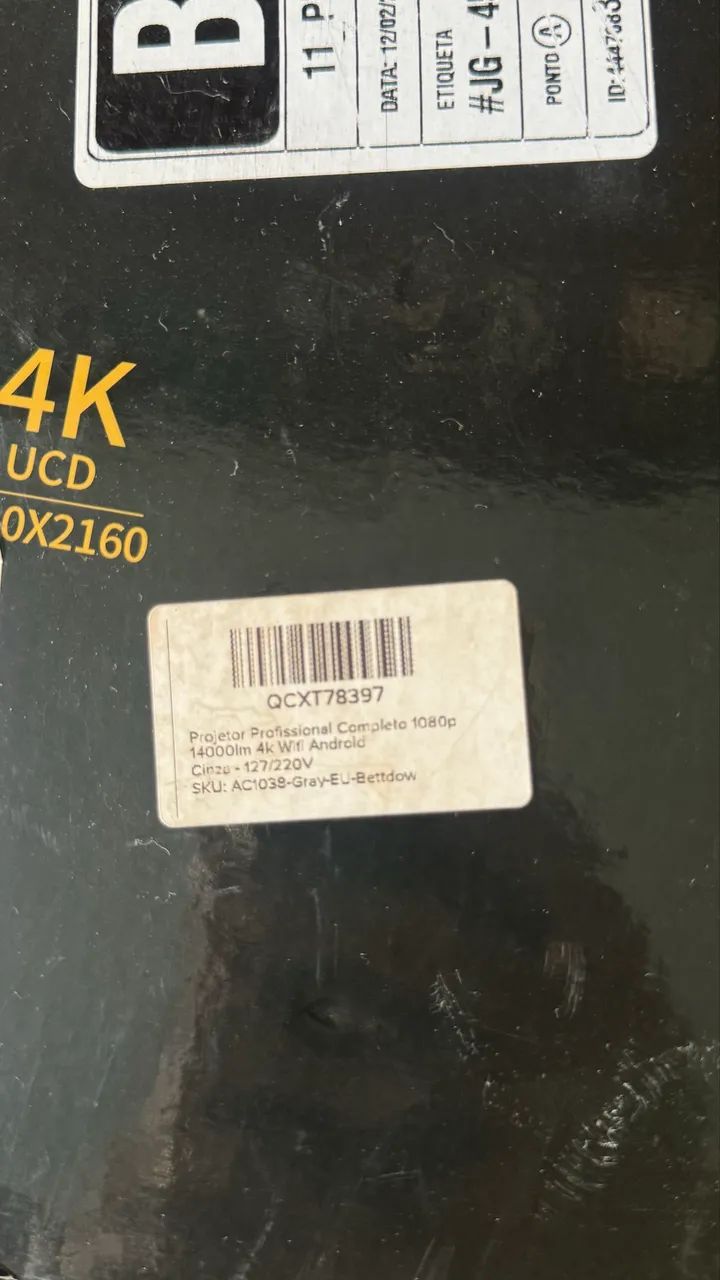 B
11 P
DATA: 12/02/
ETIQUETA
#JG-4
PONTO A
ID:
4K
UCD
0X2160
QCXT78397
Projetor Profissional Completo 1080p
14000lm 4k Wifi Android
Cinza - 127/220V
SKU: AC1038-Gray-EU-Bettdow